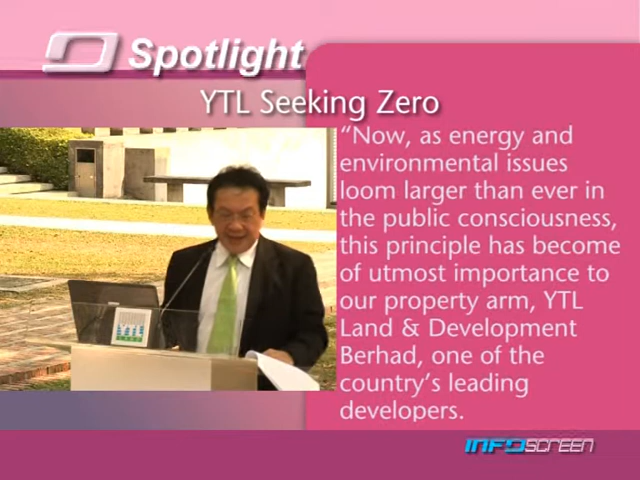 Spotlight
YTL Seeking Zero
“Now, as energy and
environmental issues
loom larger than ever in
the public consciousness,
this principle has become
of utmost importance to
our property arm, YTL
Land & Development
Berhad, one of the
country’s leading
developers.
INFOSCREEN